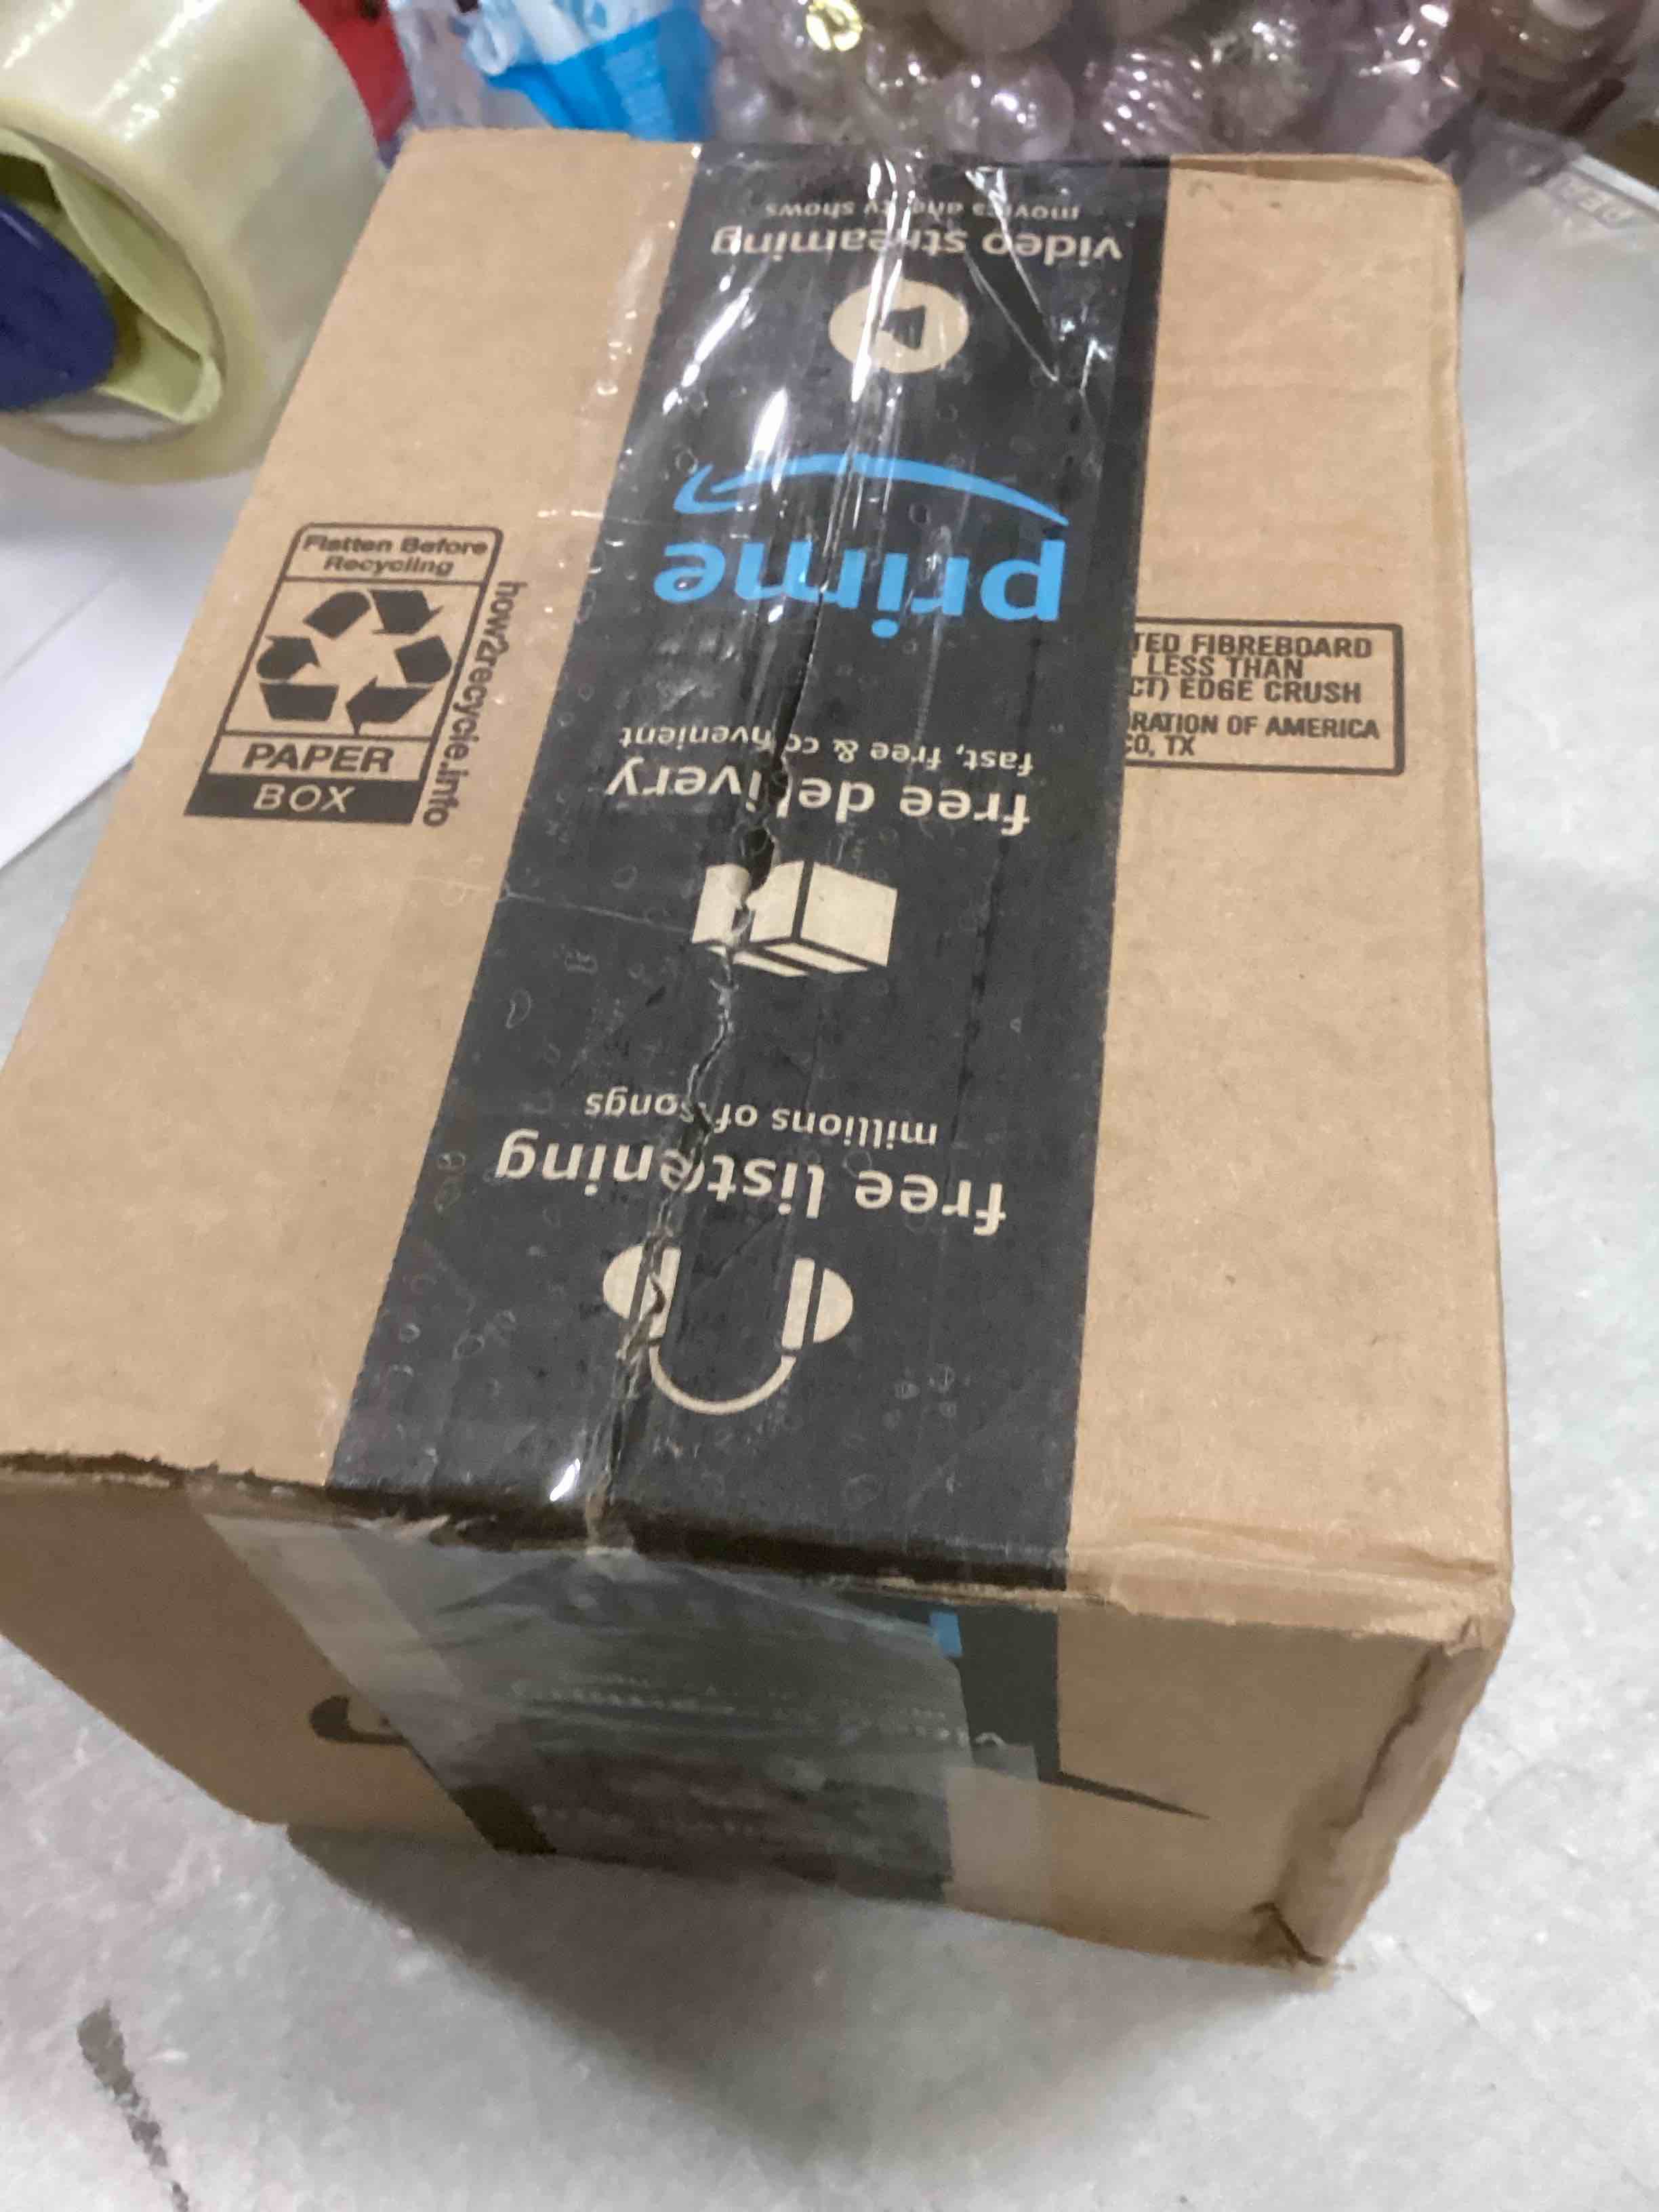 Flatten Before
Recycling
PAPER
BOX
how2recycle.info
movies and tv shows
video streaming
prime
fast, free & convenient
free delivery
millions of songs
free listening
TED FIBREBOARD
LESS THAN
CT) EDGE CRUSH
RATION OF AMERICA
CO, TX